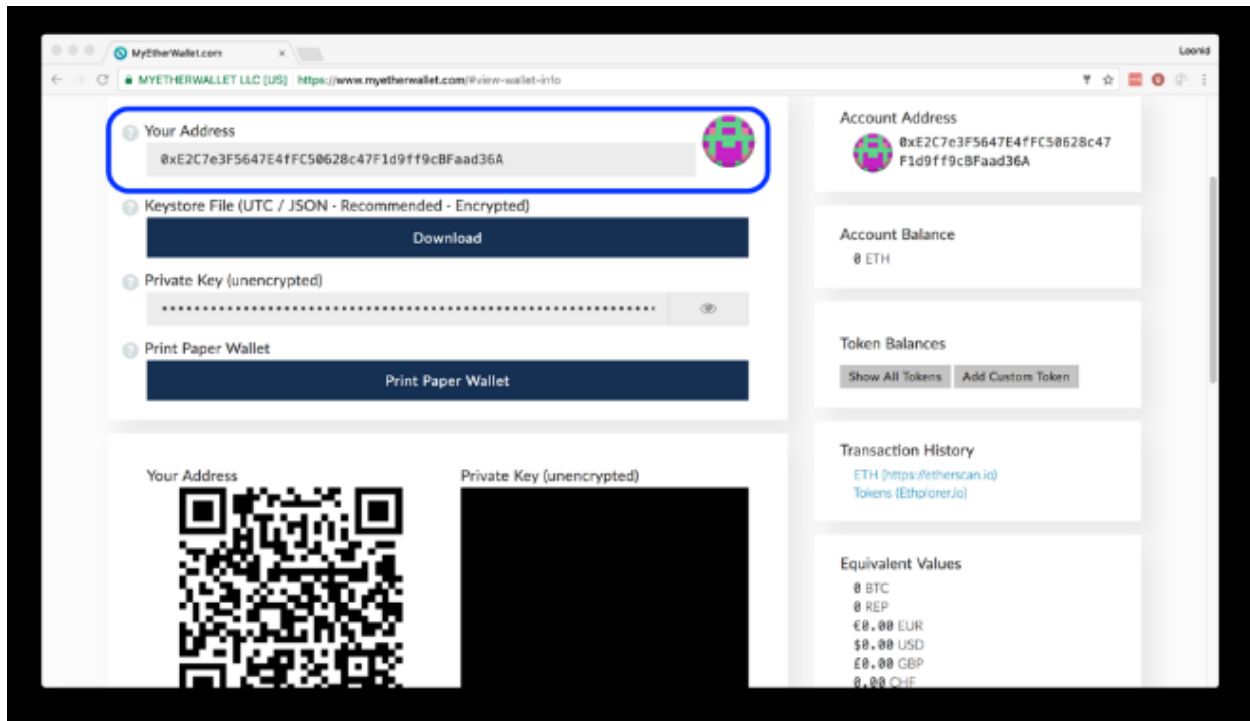 MyEtherWallet.com
Leonid
MYETHERWALLET LLC [US] https://www.myetherwallet.com/#view-wallet-info
Your Address
0xE2C7e3F5647E4fFC50628c47F1d9ff9cBFaad36A
Keystore File (UTC / JSON · Recommended · Encrypted)
Download
Private Key (unencrypted)
Print Paper Wallet
Print Paper Wallet
Your Address
Private Key (unencrypted)
Account Address
0xE2C7e3F5647E4fFC50628c47
F1d9ff9cBFaad36A
Account Balance
0 ETH
Token Balances
Show All Tokens Add Custom Token
Transaction History
ETH (https://etherscan.io)
Tokens (Ethplorer.io)
Equivalent Values
0 BTC
0 REP
€0.00 EUR
$0.00 USD
£0.00 GBP
0.00 CHF